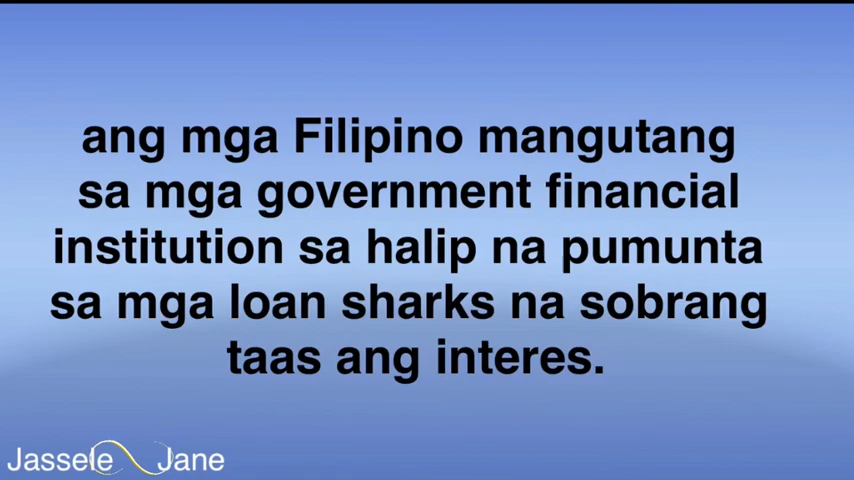 ang mga Filipino mangutang
sa mga government financial
institution sa halip na pumunta
sa mga loan sharks na sobrang
taas ang interes.
Jassele Jane